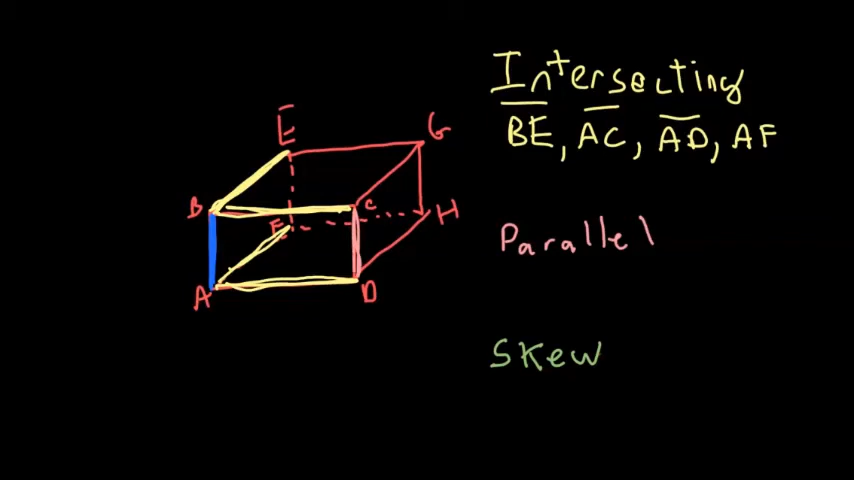 Intersecting
BE, AC, AD, AF
E
G
B
C
F
H
Parallel
A
D
Skew